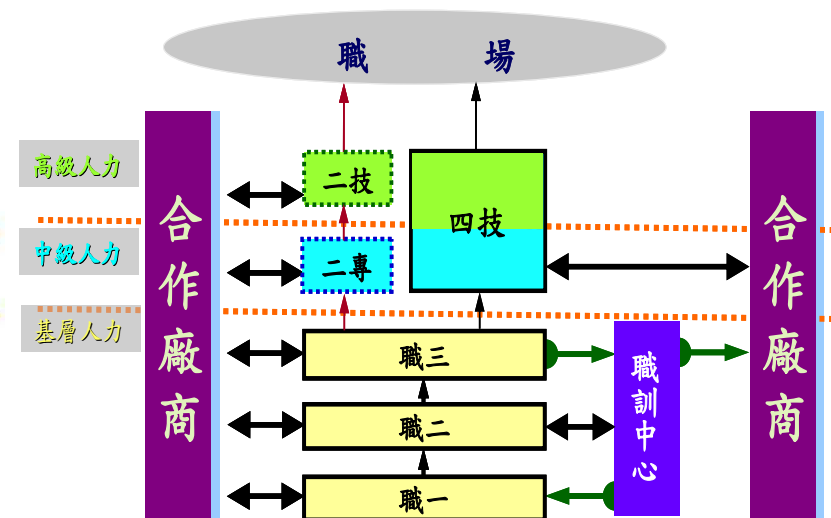 職 場
高級人力
中級人力
基層人力
合作廠商
二技
二專
四技
職三
職二
職一
職訓中心
合作廠商